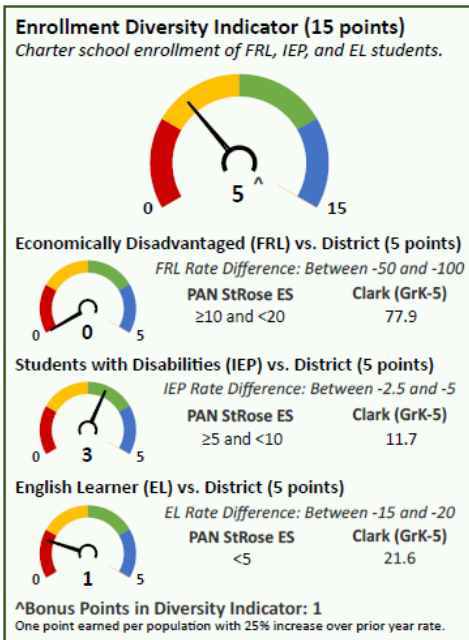 Enrollment Diversity Indicator (15 points)
Charter school enrollment of FRL, IEP, and EL students.
^
5
0
15
Economically Disadvantaged (FRL) vs. District (5 points)
FRL Rate Difference: Between -50 and -100
PAN StRose ES Clark (GrK-5)
≥10 and <20 77.9
0 0 5
Students with Disabilities (IEP) vs. District (5 points)
IEP Rate Difference: Between -2.5 and -5
PAN StRose ES Clark (GrK-5)
≥5 and <10 11.7
0 3 5
English Learner (EL) vs. District (5 points)
EL Rate Difference: Between -15 and -20
PAN StRose ES Clark (GrK-5)
<5 21.6
0 1 5
^Bonus Points in Diversity Indicator: 1
One point earned per population with 25% increase over prior year rate.